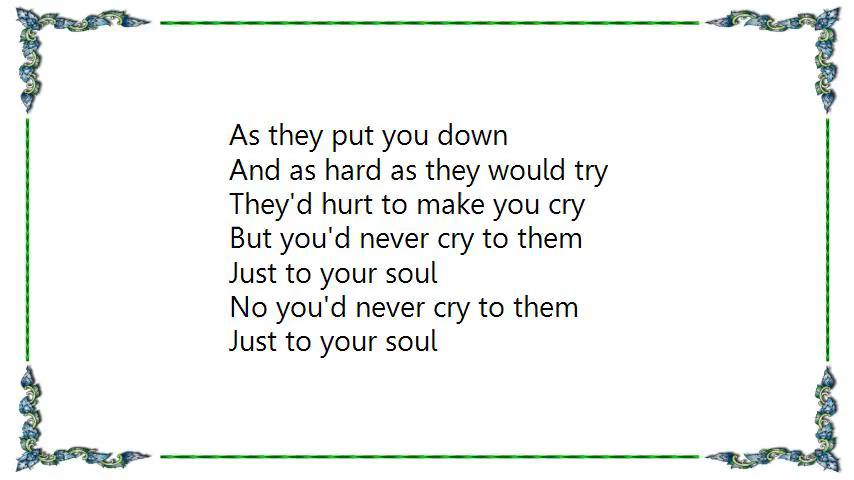 As they put you down
And as hard as they would try
They'd hurt to make you cry
But you'd never cry to them
Just to your soul
No you'd never cry to them
Just to your soul